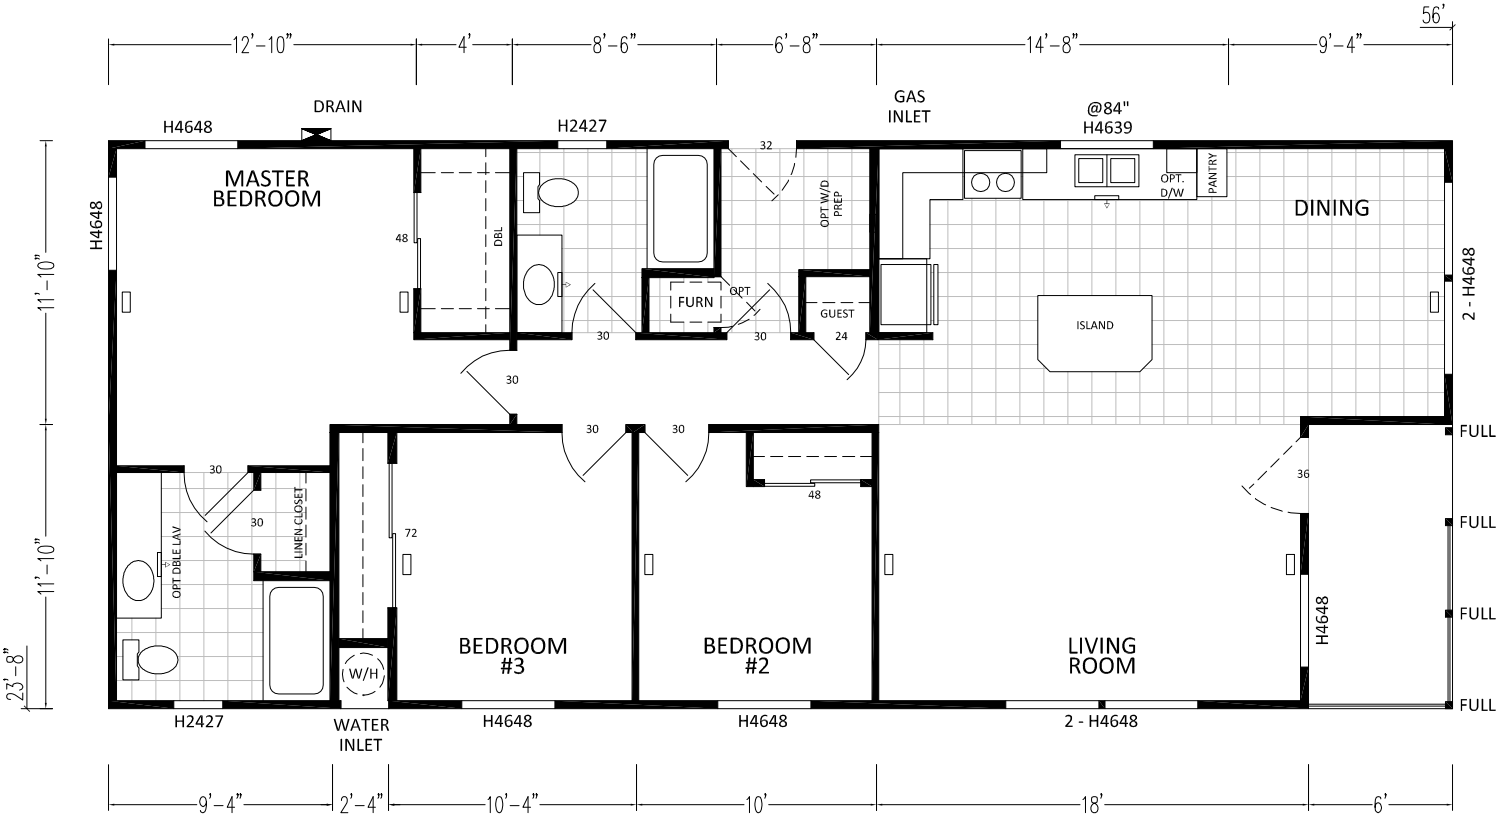 56'
12'-10"
4'
8'-6"
6'-8"
14'-8"
9'-4"
DRAIN
GAS
INLET
@84"
H4639
H4648
H2427
32
MASTER
BEDROOM
H4648
48
DBL
OPT W/D
PREP
OPT.
D/W
PANTRY
DINING
2 - H4648
11'-10"
FURN
OPT
GUEST
24
ISLAND
30
30
30
30
30
FULL
30
36
30
LINEN CLOSET
OPT DBLE LAV
72
48
FULL
11'-10"
FULL
H4648
BEDROOM
#3
BEDROOM
#2
LIVING
ROOM
W/H
23'-8"
FULL
H2427
WATER
INLET
H4648
H4648
2 - H4648
9'-4"
2'-4"
10'-4"
10'
18'
6'